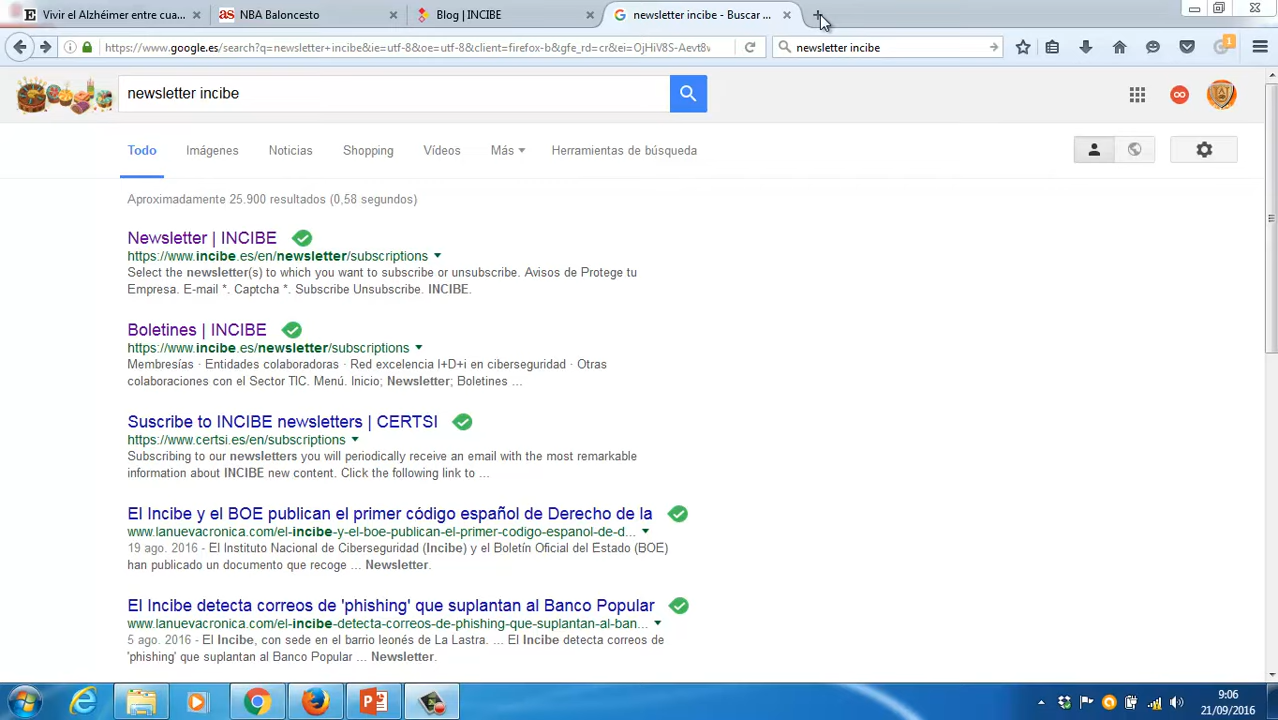 Vivir el Alzhéimer entre cua...
NBA Baloncesto
Blog | INCIBE
newsletter incibe - Buscar ...
https://www.google.es/search?q=newsletter+incibe&ie=utf-8&oe=utf-8&client=firefox-b&gfe_rd=cr&ei=OjHiV8S-Aevt8v
newsletter incibe
1
newsletter incibe
Todo
Imágenes
Noticias
Shopping
Vídeos
Más
Herramientas de búsqueda
Aproximadamente 25.900 resultados (0,58 segundos)
Newsletter | INCIBE
https://www.incibe.es/en/newsletter/subscriptions
Select the newsletter(s) to which you want to subscribe or unsubscribe. Avisos de Protege tu
Empresa. E-mail *. Captcha *. Subscribe Unsubscribe. INCIBE.
Boletines | INCIBE
https://www.incibe.es/newsletter/subscriptions
Membresías · Entidades colaboradoras · Red excelencia I+D+i en ciberseguridad · Otras
colaboraciones con el Sector TIC. Menú. Inicio; Newsletter; Boletines ...
Suscribe to INCIBE newsletters | CERTSI
https://www.certsi.es/en/subscriptions
Subscribing to our newsletters you will periodically receive an email with the most remarkable
information about INCIBE new content. Click the following link to ...
El Incibe y el BOE publican el primer código español de Derecho de la
www.lanuevacronica.com/el-incibe-y-el-boe-publican-el-primer-codigo-espanol-de-d...
19 ago. 2016 - El Instituto Nacional de Ciberseguridad (Incibe) y el Boletín Oficial del Estado (BOE)
han publicado un documento que recoge ... Newsletter.
El Incibe detecta correos de 'phishing' que suplantan al Banco Popular
www.lanuevacronica.com/el-incibe-detecta-correos-de-phishing-que-suplantan-al-ban...
5 ago. 2016 - El Incibe, con sede en el barrio leonés de La Lastra. ... El Incibe detecta correos de
'phishing' que suplantan al Banco Popular ... Newsletter.
9:06
21/09/2016